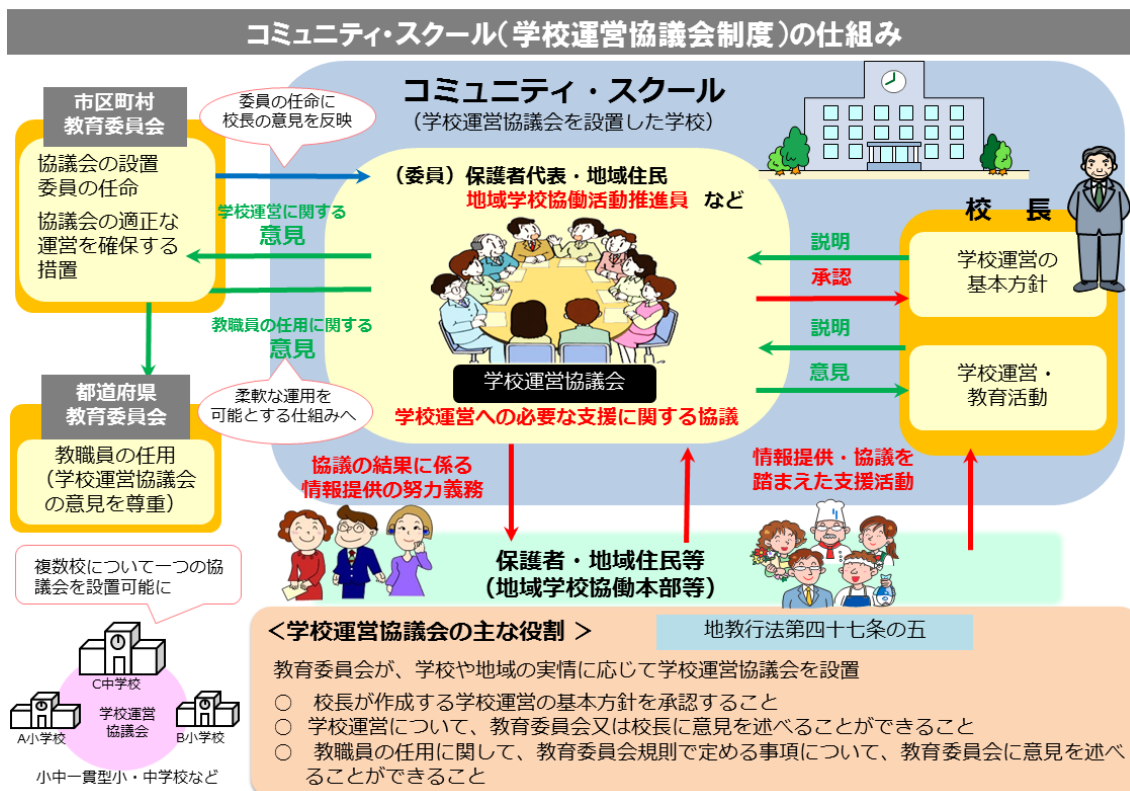 コミュニティ・スクール(学校運営協議会制度)の仕組み
市区町村
教育委員会
協議会の設置
委員の任命
協議会の適正な
運営を確保する
措置
委員の任命に
校長の意見を反映
コミュニティ・スクール
(学校運営協議会を設置した学校)
(委員)保護者代表・地域住民
地域学校協働活動推進員 など
学校運営に関する
意見
教職員の任用に関する
意見
学校運営協議会
学校運営への必要な支援に関する協議
校 長
説明
承認
学校運営の
基本方針
説明
意見
学校運営・
教育活動
都道府県
教育委員会
教職員の任用
(学校運営協議会
の意見を尊重)
柔軟な運用を
可能とする仕組みへ
協議の結果に係る
情報提供の努力義務
情報提供・協議を
踏まえた支援活動
保護者・地域住民等
(地域学校協働本部等)
複数校について一つの協
議会を設置可能に
C中学校
A小学校
学校運営
協議会
B小学校
小中一貫型小・中学校など
<学校運営協議会の主な役割 >
地教行法第四十七条の五
教育委員会が、学校や地域の実情に応じて学校運営協議会を設置
○ 校長が作成する学校運営の基本方針を承認すること
○ 学校運営について、教育委員会又は校長に意見を述べることができること
○ 教職員の任用に関して、教育委員会規則で定める事項について、教育委員会に意見を述べ
ることができること